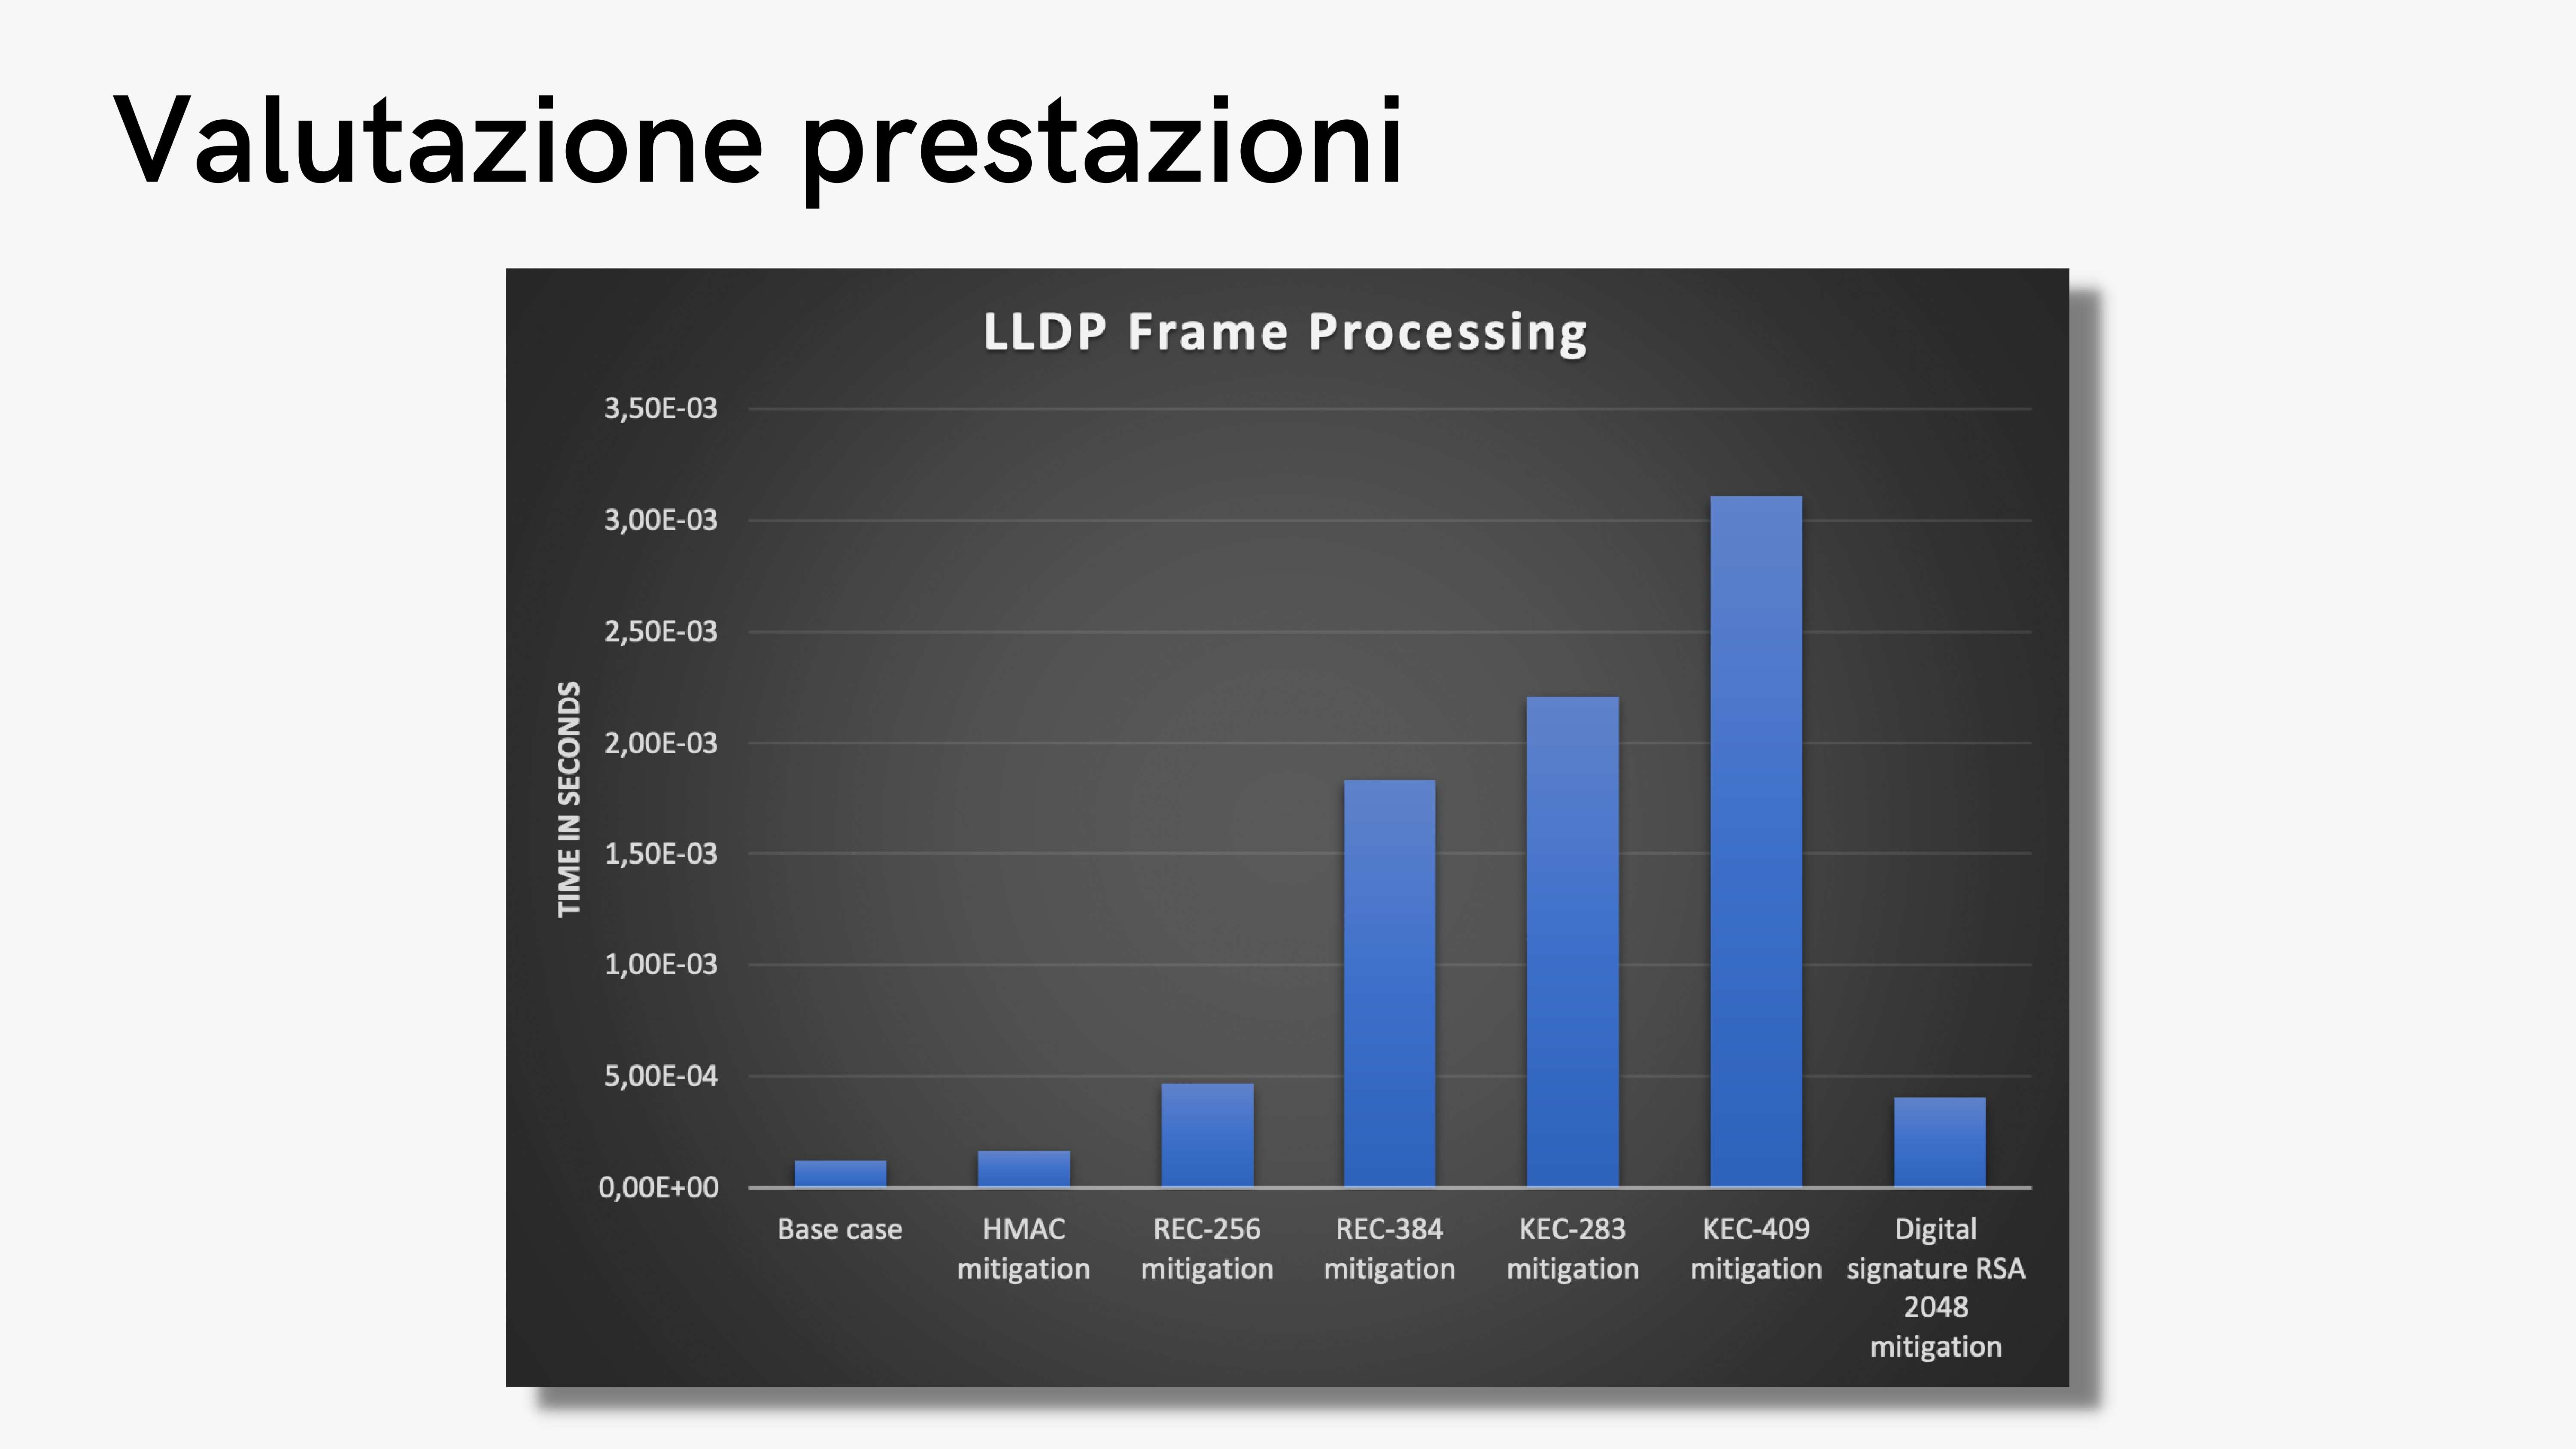 Valutazione prestazioni
LLDP Frame Processing
TIME IN SECONDS
3,50E-03
3,00E-03
2,50E-03
2,00E-03
1,50E-03
1,00E-03
5,00E-04
0,00E+00
Base case
HMAC
mitigation
REC-256
mitigation
REC-384
mitigation
KEC-283
mitigation
KEC-409
mitigation
Digital
signature RSA
2048
mitigation